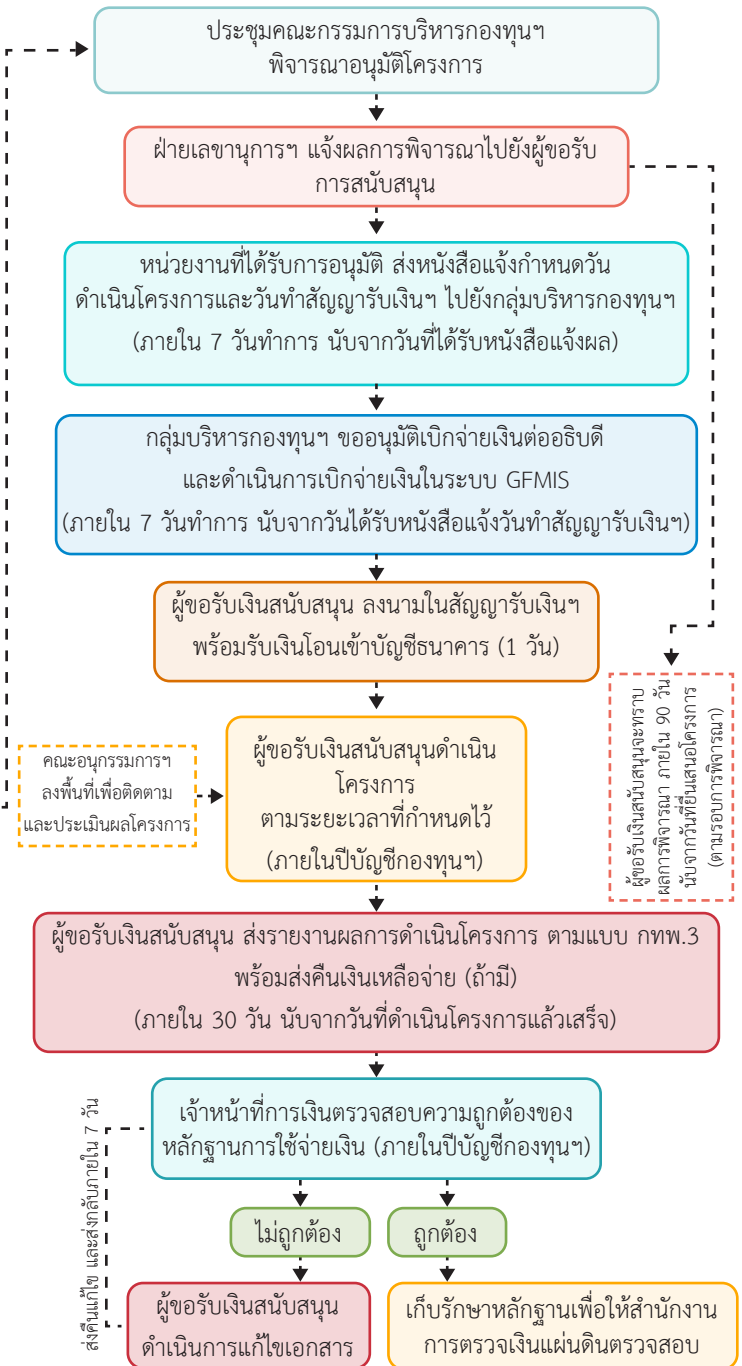 ประชุมคณะกรรมการบริหารกองทุนฯ
พิจารณาอนุมัติโครงการ
ฝ่ายเลขานุการฯ แจ้งผลการพิจารณาไปยังผู้ขอรับ
การสนับสนุน
หน่วยงานที่ได้รับการอนุมัติ ส่งหนังสือแจ้งกำหนดวัน
ดำเนินโครงการและวันทำสัญญารับเงินฯ ไปยังกลุ่มบริหารกองทุนฯ
(ภายใน 7 วันทำการ นับจากวันที่ได้รับหนังสือแจ้งผล)
กลุ่มบริหารกองทุนฯ ขออนุมัติเบิกจ่ายเงินต่ออธิบดี
และดำเนินการเบิกจ่ายเงินในระบบ GFMIS
(ภายใน 7 วันทำการ นับจากวันได้รับหนังสือแจ้งวันทำสัญญารับเงินฯ)
ผู้ขอรับเงินสนับสนุน ลงนามในสัญญารับเงินฯ
พร้อมรับเงินโอนเข้าบัญชีธนาคาร (1 วัน)
ผู้ขอรับเงินสนับสนุนจะทราบ
ผลการพิจารณา ภายใน 90 วัน
นับจากวันที่ยื่นเสนอโครงการ
(ตามรอบการพิจารณา)
คณะอนุกรรมการฯ
ลงพื้นที่เพื่อติดตาม
และประเมินผลโครงการ
ผู้ขอรับเงินสนับสนุนดำเนิน
โครงการ
ตามระยะเวลาที่กำหนดไว้
(ภายในปีบัญชีกองทุนฯ)
ผู้ขอรับเงินสนับสนุน ส่งรายงานผลการดำเนินโครงการ ตามแบบ กทพ.3
พร้อมส่งคืนเงินเหลือจ่าย (ถ้ามี)
(ภายใน 30 วัน นับจากวันที่ดำเนินโครงการแล้วเสร็จ)
เจ้าหน้าที่การเงินตรวจสอบความถูกต้องของ
หลักฐานการใช้จ่ายเงิน (ภายในปีบัญชีกองทุนฯ)
ส่งคืนแก้ไข และส่งกลับภายใน 7 วัน
ไม่ถูกต้อง
ถูกต้อง
ผู้ขอรับเงินสนับสนุน
ดำเนินการแก้ไขเอกสาร
เก็บรักษาหลักฐานเพื่อให้สำนักงาน
การตรวจเงินแผ่นดินตรวจสอบ